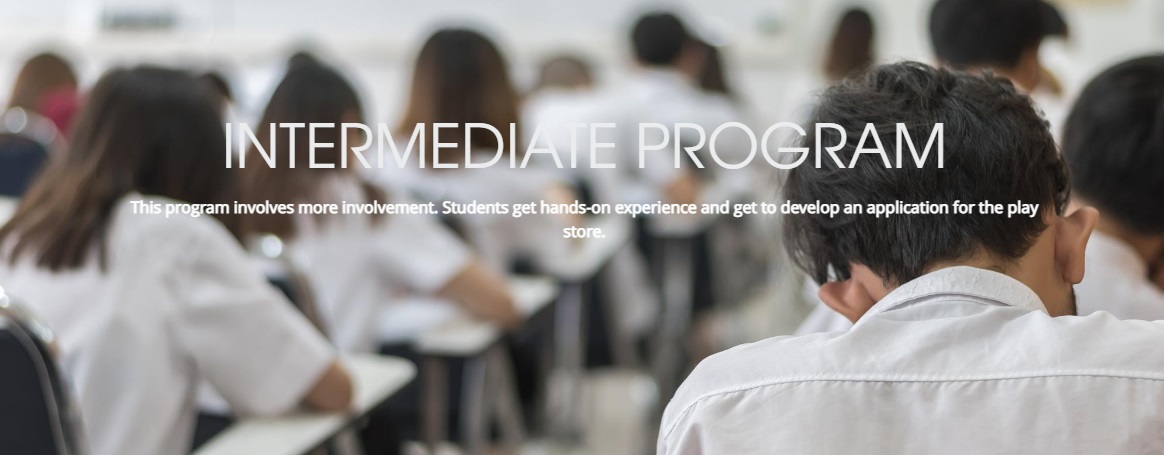 INTERMEDIATE PROGRAM
This program involves more involvement. Students get hands-on experience and get to develop an application for the play
store.